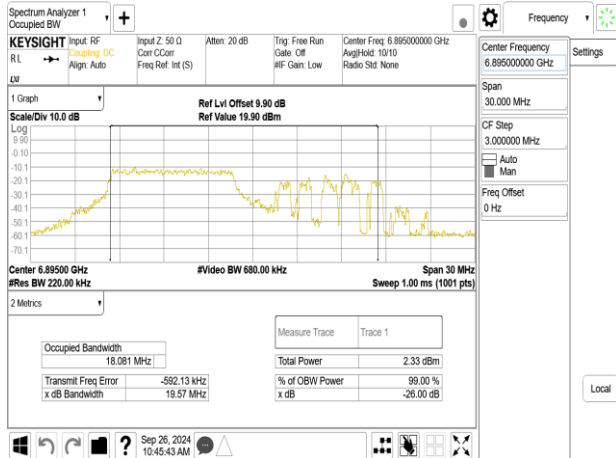 Spectrum Analyzer 1
Occupied BW
+
Frequency
Settings
KEYSIGHT
RL
LXI
Input: RF
Coupling: DC
Align: Auto
Input Z: 50 Ω
Corr CCorr
Freq Ref: Int (S)
Atten: 20 dB
Trig: Free Run
Gate: Off
#IF Gain: Low
Center Freq: 6.895000000 GHz
Avg|Hold: 10/10
Radio Std: None
Center Frequency
6.895000000 GHz
Span
30.000 MHz
CF Step
3.000000 MHz
Auto
Man
Freq Offset
0 Hz
Local
1 Graph
Scale/Div 10.0 dB
Ref Lvl Offset 9.90 dB
Ref Value 19.90 dBm
Log
9.90
-0.10
-10.1
-20.1
-30.1
-40.1
-50.1
-60.1
-70.1
Center 6.89500 GHz
#Video BW 680.00 kHz
Span 30 MHz
#Res BW 220.00 kHz
Sweep 1.00 ms (1001 pts)
2 Metrics
Measure Trace
Trace 1
Occupied Bandwidth
18.081 MHz
Total Power
2.33 dBm
Transmit Freq Error
-592.13 kHz
% of OBW Power
99.00 %
x dB Bandwidth
19.57 MHz
x dB
-26.00 dB
?
Sep 26, 2024
10:45:43 AM